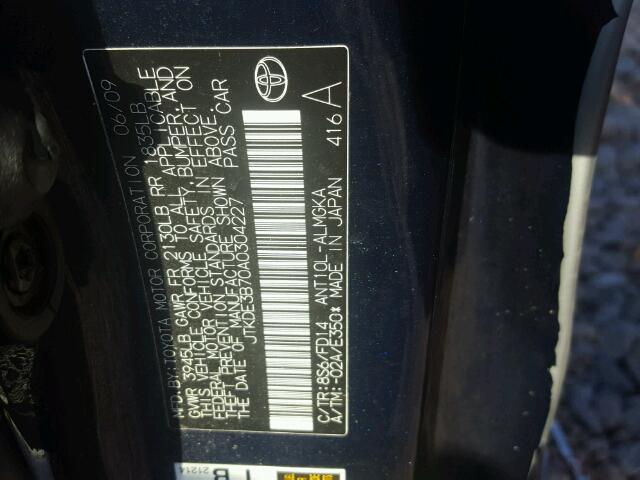 MFD.BY:TOYOTA MOTOR CORPORATION 06/09
GVWR 3945LB GAWR FR 2130LB RR 1835LB
THIS VEHICLE CONFORMS TO ALL APPLICABLE
FEDERAL MOTOR VEHICLE SAFETY, BUMPER, AND
THEFT PREVENTION STANDARDS IN EFFECT ON
THE DATE OF MANUFACTURE SHOWN ABOVE.
JTKDE3B70A0304227 PASS CAR
C/TR:8S6/FD14 ANT10L-ALMGKA 416A
A/TM:-02A/E350* MADE IN JAPAN
B
21214